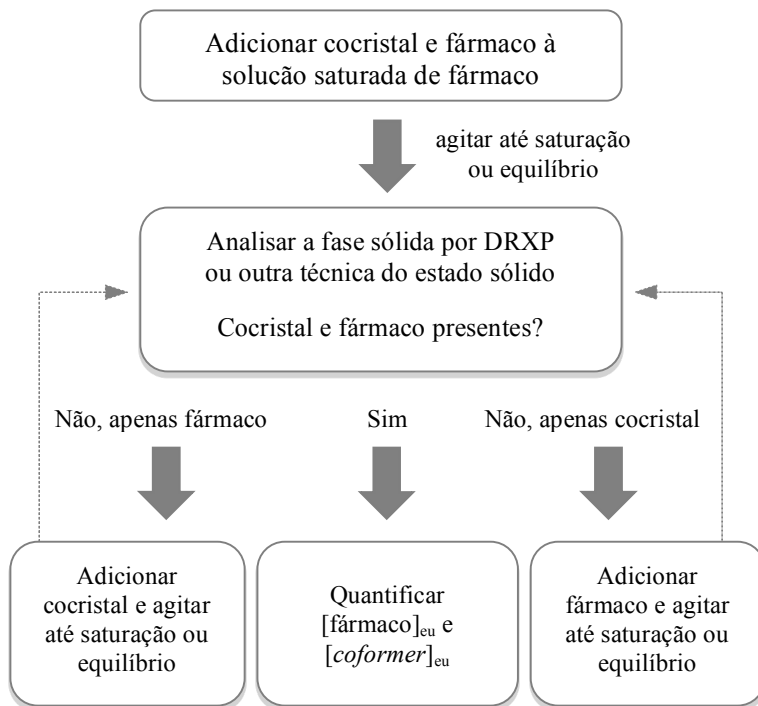 Adicionar cocristal e fármaco à
solucão saturada de fármaco
agitar até saturação
ou equilíbrio
Analisar a fase sólida por DRXP
ou outra técnica do estado sólido
Cocristal e fármaco presentes?
Não, apenas fármaco
Sim
Não, apenas cocristal
Adicionar
cocristal e agitar
até saturação ou
equilíbrio
Quantificar
[fármaco]eu e
[coformer]eu
Adicionar
fármaco e agitar
até saturação ou
equilíbrio